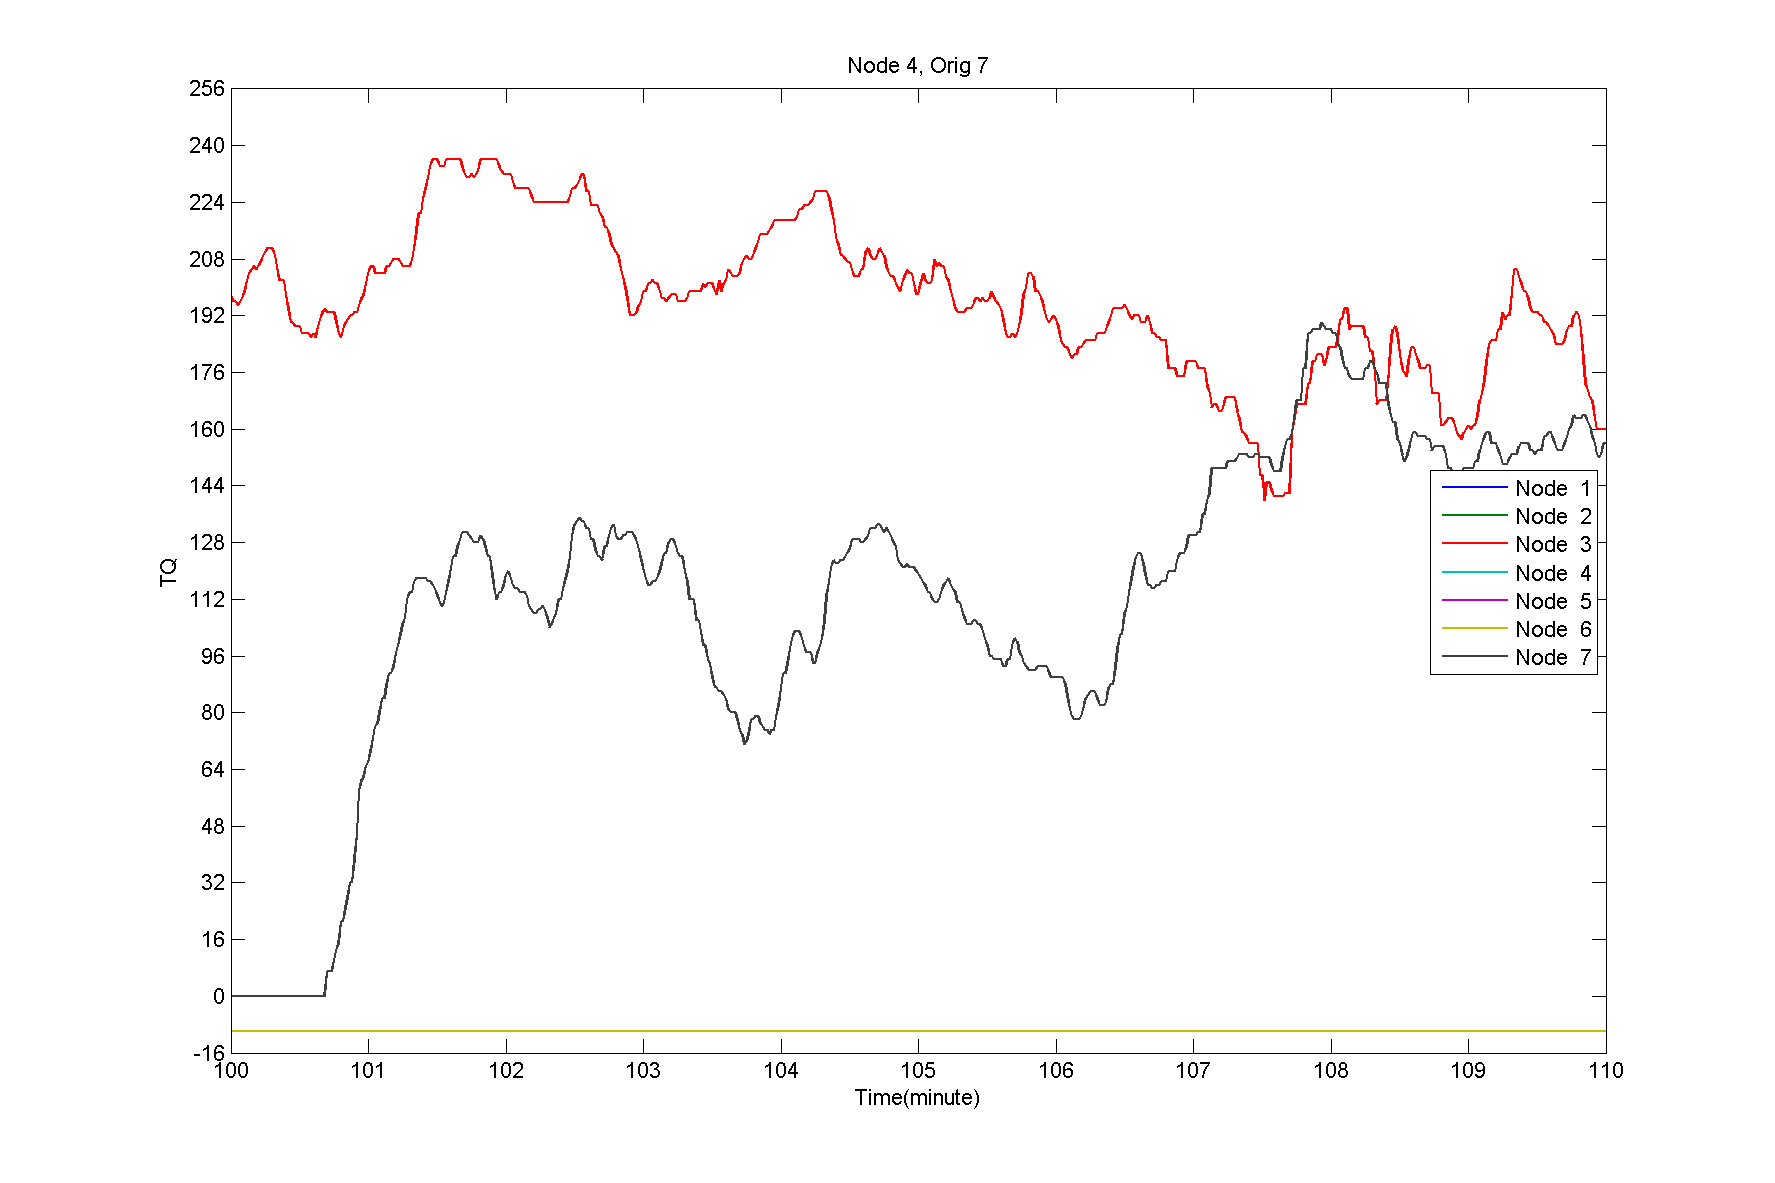 Node 4, Orig 7
256
240
224
208
192
176
160
144
128
112
96
80
64
48
32
16
0
-16
TQ
100 101 102 103 104 105 106 107 108 109 110
Time(minute)
Node 1
Node 2
Node 3
Node 4
Node 5
Node 6
Node 7